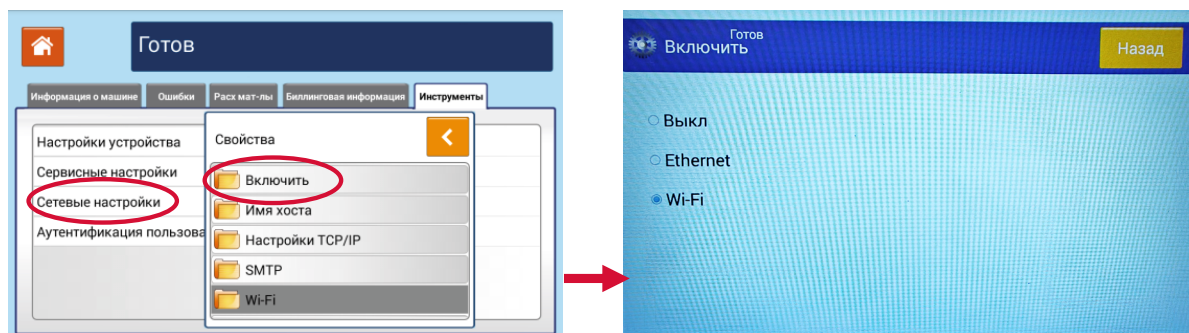 Готов
Информация о машине
Ошибки
Расх мат-лы
Биллинговая информация
Инструменты
Настройки устройства
Сервисные настройки
Сетевые настройки
Аутентификация пользова
Свойства
Включить
Имя хоста
Настройки TCP/IP
SMTP
Wi-Fi
Готов
Включить
Назад
Выкл
Ethernet
Wi-Fi